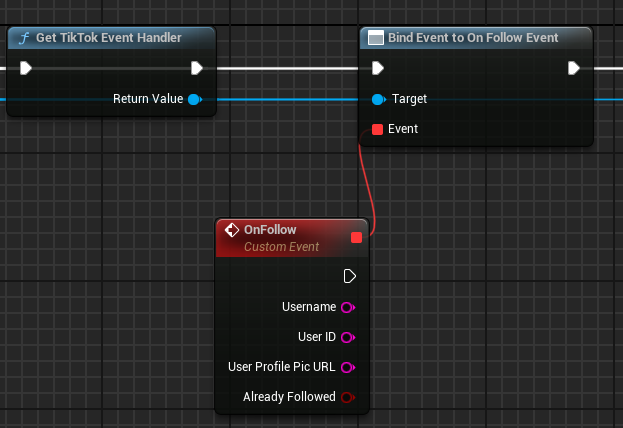 Get TikTok Event Handler
Return Value
Bind Event to On Follow Event
Target
Event
OnFollow
Custom Event
Username
User ID
User Profile Pic URL
Already Followed